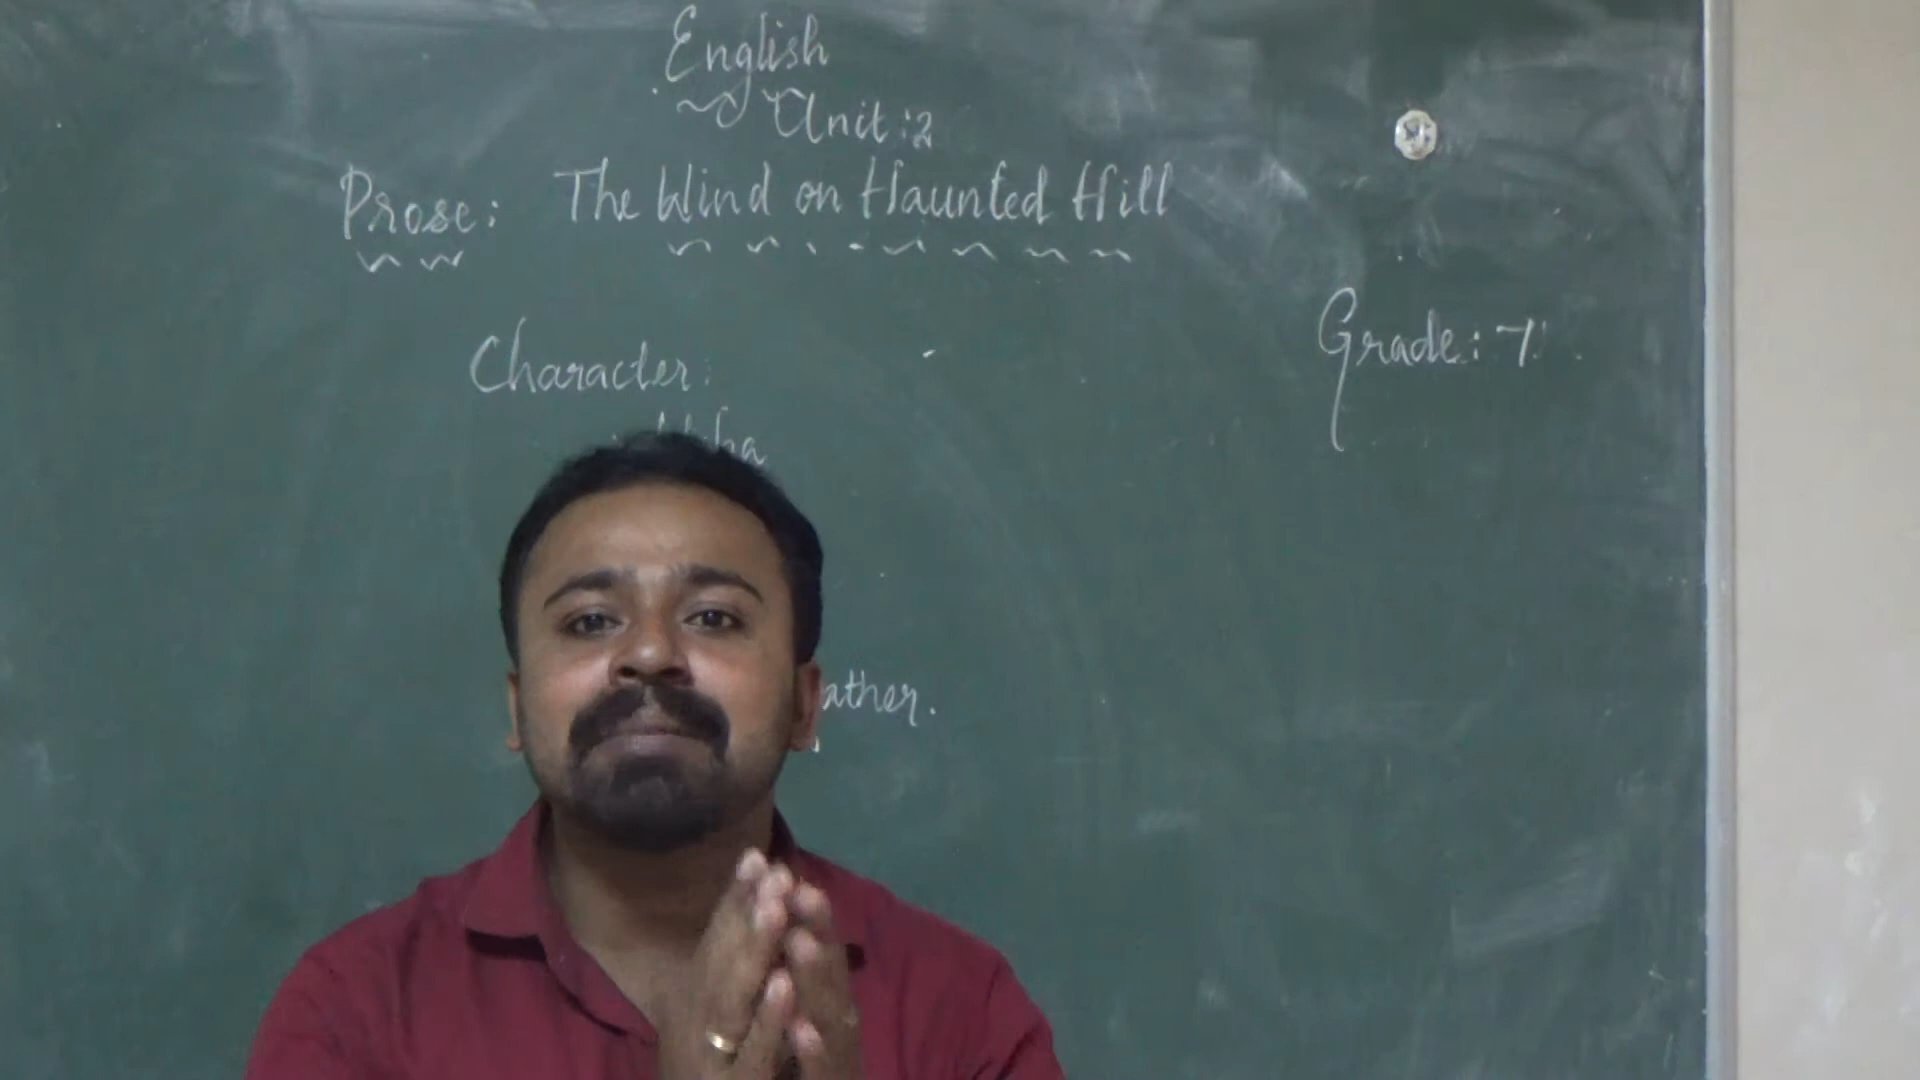 English
Unit:2
Prose: The Wind on Haunted Hill
Grade: 7
Character: